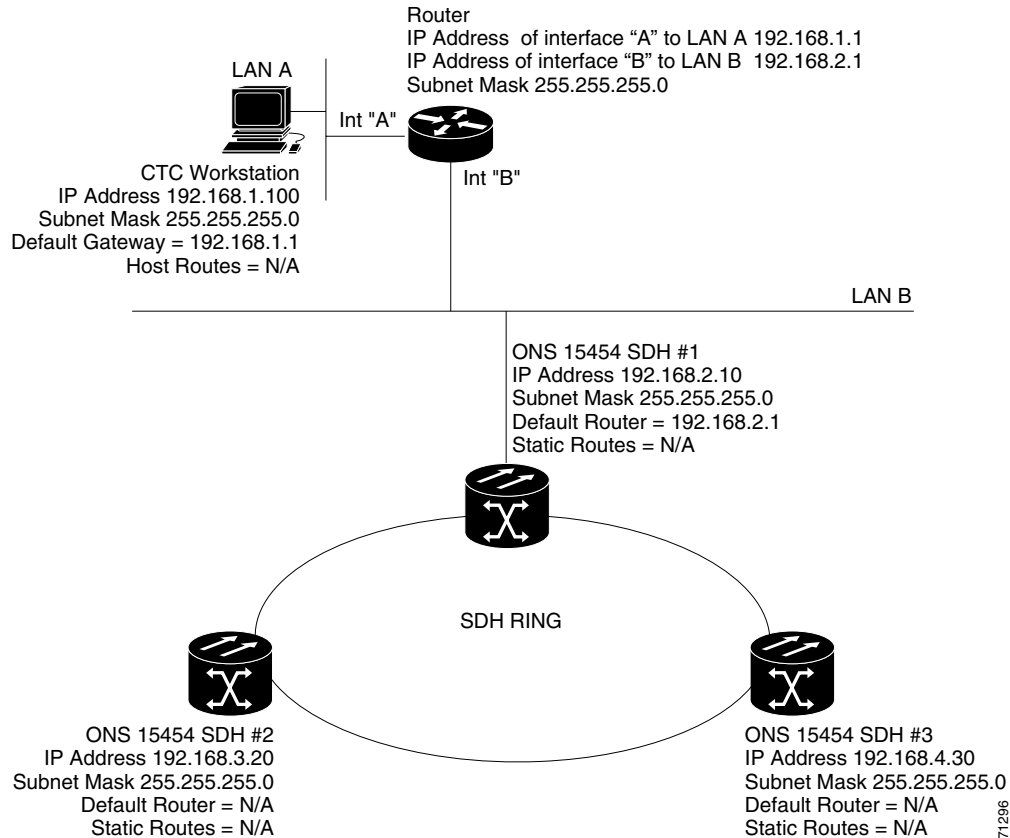 Router
IP Address of interface “A” to LAN A 192.168.1.1
IP Address of interface “B” to LAN B 192.168.2.1
Subnet Mask 255.255.255.0
LAN A
Int "A"
Int "B"
CTC Workstation
IP Address 192.168.1.100
Subnet Mask 255.255.255.0
Default Gateway = 192.168.1.1
Host Routes = N/A
LAN B
ONS 15454 SDH #1
IP Address 192.168.2.10
Subnet Mask 255.255.255.0
Default Router = 192.168.2.1
Static Routes = N/A
SDH RING
ONS 15454 SDH #2
IP Address 192.168.3.20
Subnet Mask 255.255.255.0
Default Router = N/A
Static Routes = N/A
ONS 15454 SDH #3
IP Address 192.168.4.30
Subnet Mask 255.255.255.0
Default Router = N/A
Static Routes = N/A
71296